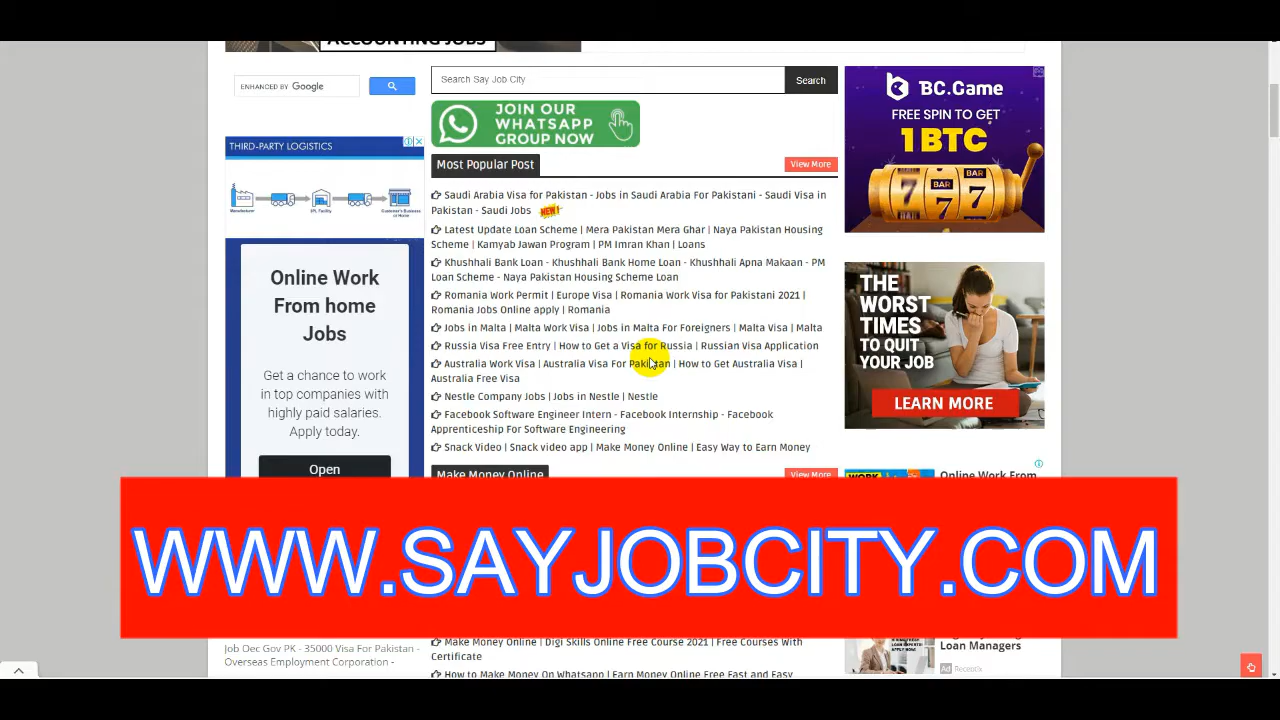 ACCOUNTING JOBS
ENHANCED BY Google
Search Say Job City
Search
JOIN OUR
WHATSAPP
GROUP NOW
Most Popular Post
View More
Saudi Arabia Visa for Pakistan - Jobs in Saudi Arabia For Pakistani - Saudi Visa in
Pakistan - Saudi Jobs NEW!
Latest Update Loan Scheme | Mera Pakistan Mera Ghar | Naya Pakistan Housing
Scheme | Kamyab Jawan Program | PM Imran Khan | Loans
Khushhali Bank Loan - Khushhali Bank Home Loan - Khushhali Apna Makaan - PM
Loan Scheme - Naya Pakistan Housing Scheme Loan
Romania Work Permit | Europe Visa | Romania Work Visa for Pakistani 2021 |
Romania Jobs Online apply | Romania
Jobs in Malta | Malta Work Visa | Jobs in Malta For Foreigners | Malta Visa | Malta
Russia Visa Free Entry | How to Get a Visa for Russia | Russian Visa Application
Australia Work Visa | Australia Visa For Pakistan | How to Get Australia Visa |
Australia Free Visa
Nestle Company Jobs | Jobs in Nestle | Nestle
Facebook Software Engineer Intern - Facebook Internship - Facebook
Apprenticeship For Software Engineering
Snack Video | Snack video app | Make Money Online | Easy Way to Earn Money
Make Money Online
View More
THIRD-PARTY LOGISTICS
Online Work
From home
Jobs
Get a chance to work
in top companies with
highly paid salaries.
Apply today.
Open
BC.Game
FREE SPIN TO GET
1BTC
BAR
7 BAR 7
BAR
THE
WORST
TIMES
TO QUIT
YOUR JOB
LEARN MORE
WORK
Online Work From
WWW.SAYJOBCITY.COM
Job Dec Gov PK - 35000 Visa For Pakistan -
Overseas Employment Corporation -
Make Money Online | Digi Skills Online Free Course 2021 | Free Courses With
Certificate
How to Make Money On Whatsapp | Earn Money Online Free Fast and Easy
Loan Managers
Ad